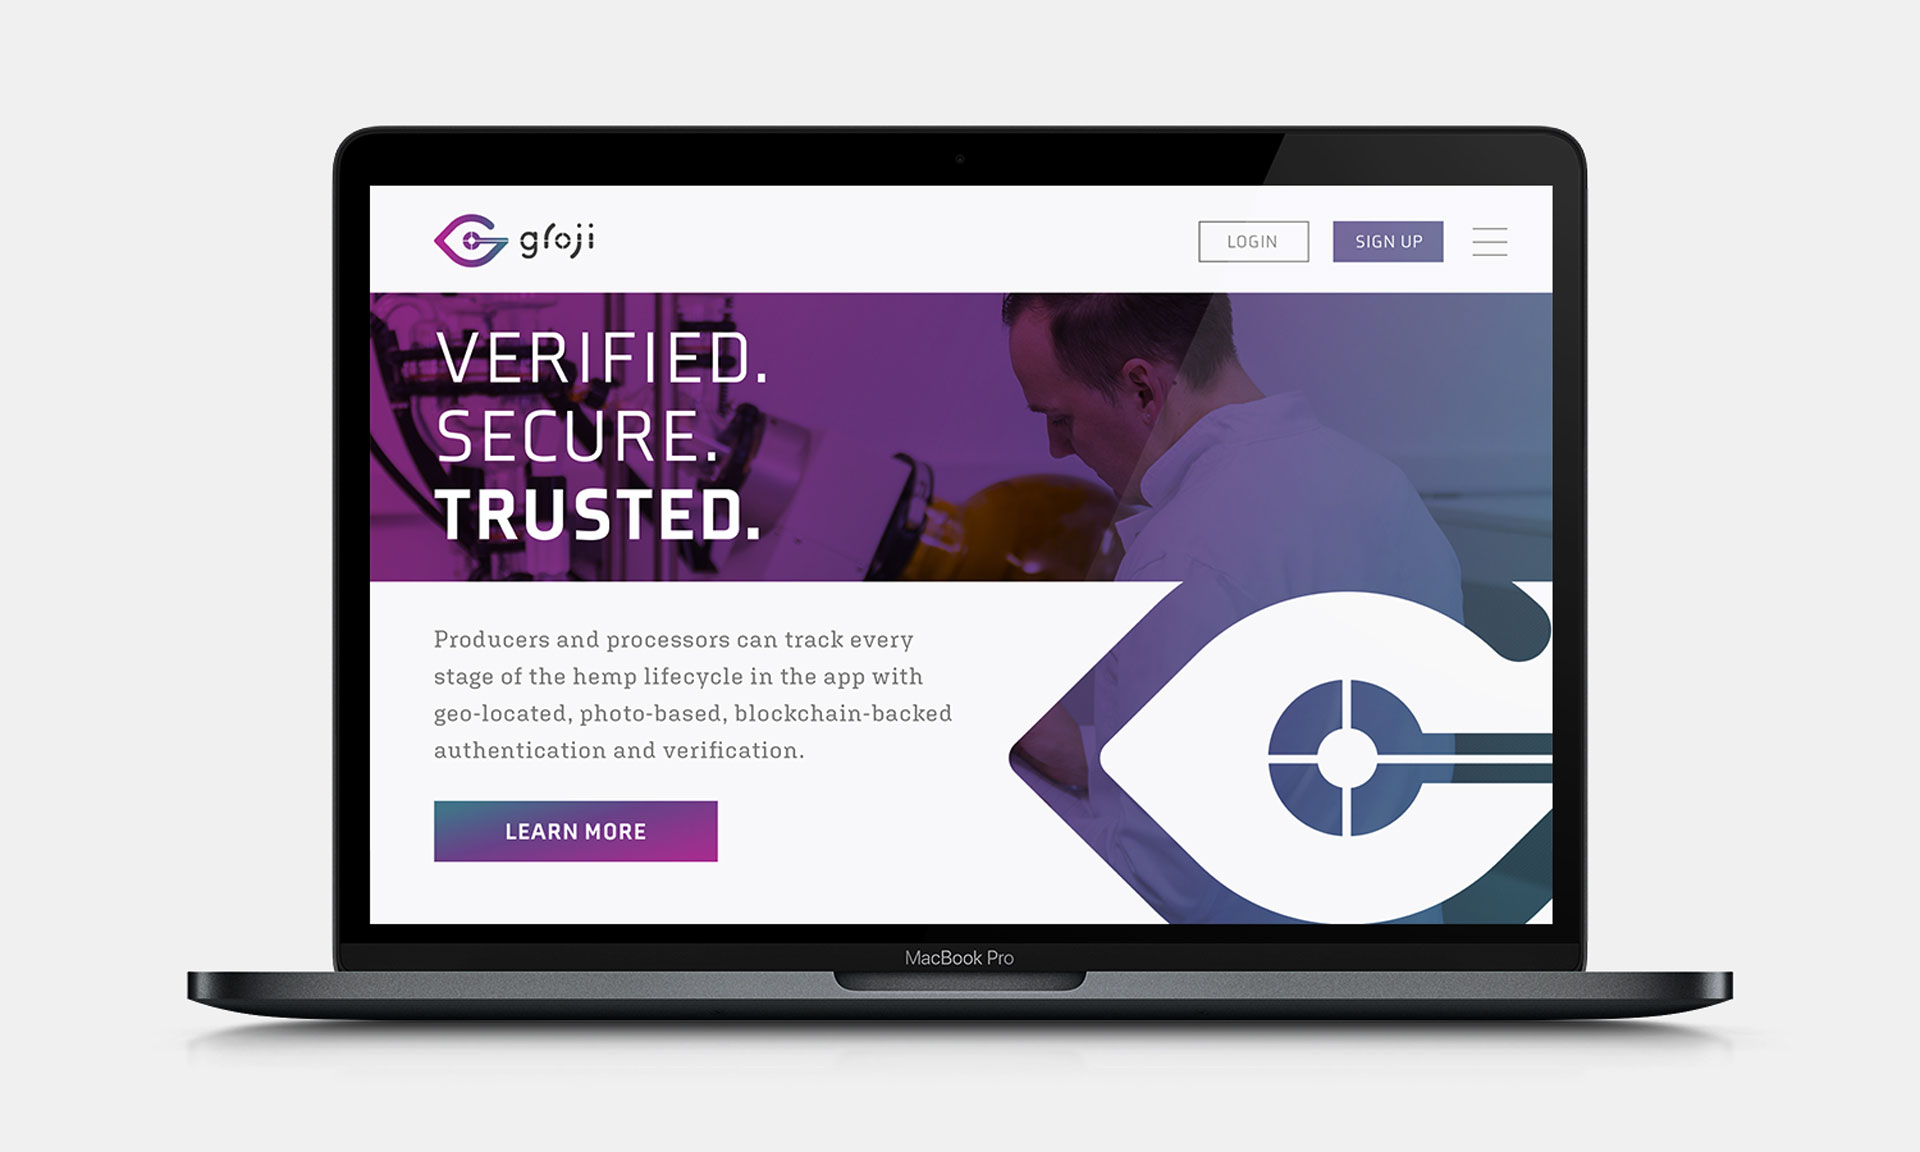 groji
LOGIN
SIGN UP
VERIFIED.
SECURE.
TRUSTED.
Producers and processors can track every
stage of the hemp lifecycle in the app with
geo-located, photo-based, blockchain-backed
authentication and verification.
LEARN MORE
MacBook Pro